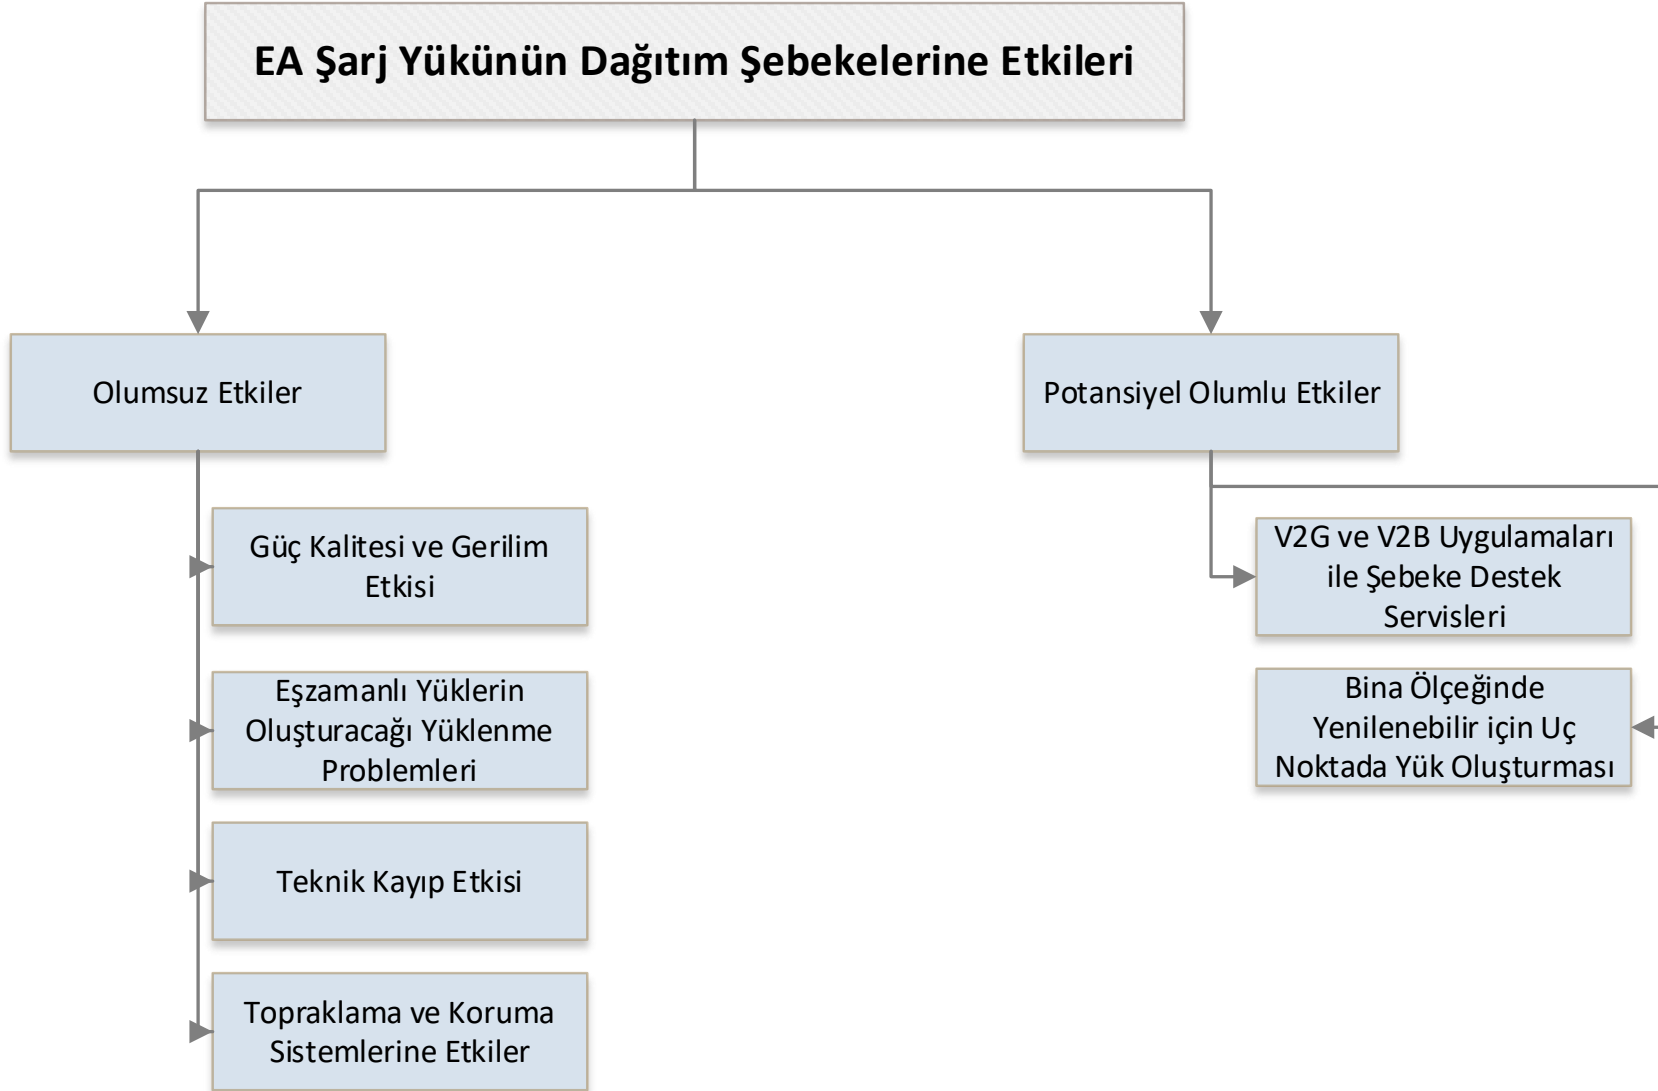 EA Şarj Yükünün Dağıtım Şebekelerine Etkileri
Olumsuz Etkiler
Potansiyel Olumlu Etkiler
Güç Kalitesi ve Gerilim
Etkisi
Eşzamanlı Yüklerin
Oluşturacağı Yüklenme
Problemleri
Teknik Kayıp Etkisi
Topraklama ve Koruma
Sistemlerine Etkiler
V2G ve V2B Uygulamaları
ile Şebeke Destek
Servisleri
Bina Ölçeğinde
Yenilenebilir için Uç
Noktada Yük Oluşturması